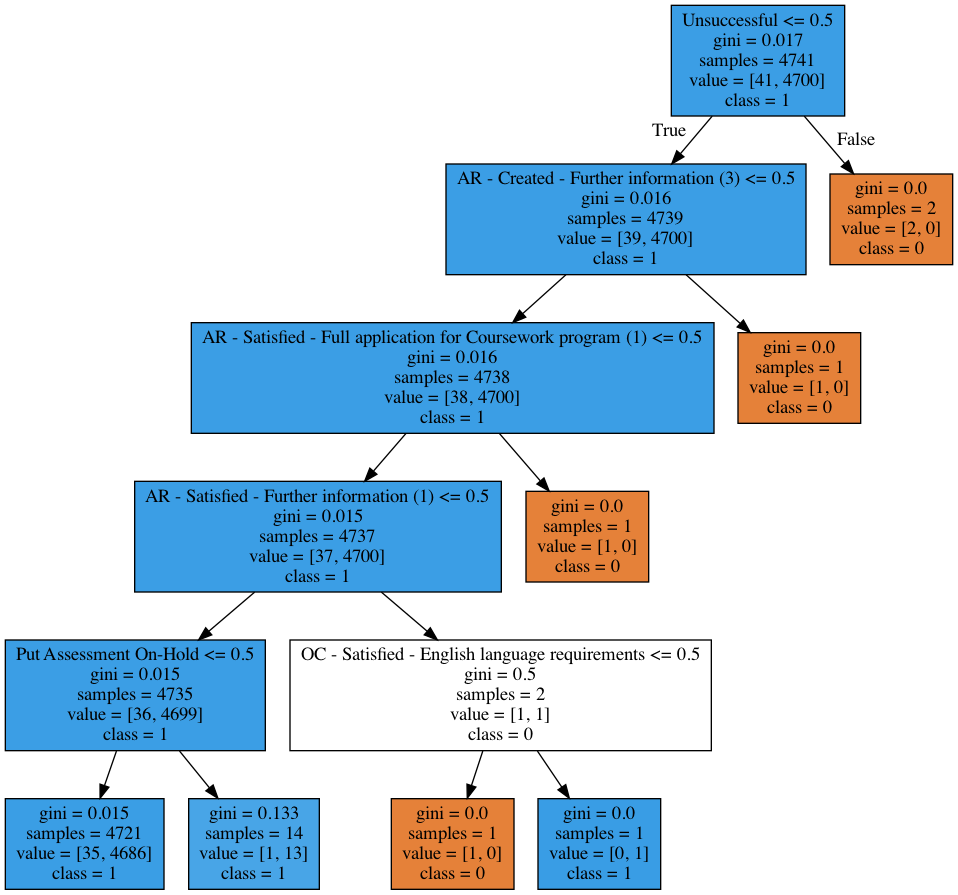 Unsuccessful <= 0.5
gini = 0.017
samples = 4741
value = [41, 4700]
class = 1
True
False
AR - Created - Further information (3) <= 0.5
gini = 0.016
samples = 4739
value = [39, 4700]
class = 1
gini = 0.0
samples = 2
value = [2, 0]
class = 0
AR - Satisfied - Full application for Coursework program (1) <= 0.5
gini = 0.016
samples = 4738
value = [38, 4700]
class = 1
gini = 0.0
samples = 1
value = [1, 0]
class = 0
AR - Satisfied - Further information (1) <= 0.5
gini = 0.015
samples = 4737
value = [37, 4700]
class = 1
gini = 0.0
samples = 1
value = [1, 0]
class = 0
Put Assessment On-Hold <= 0.5
gini = 0.015
samples = 4735
value = [36, 4699]
class = 1
OC - Satisfied - English language requirements <= 0.5
gini = 0.5
samples = 2
value = [1, 1]
class = 0
gini = 0.015
samples = 4721
value = [35, 4686]
class = 1
gini = 0.133
samples = 14
value = [1, 13]
class = 1
gini = 0.0
samples = 1
value = [1, 0]
class = 0
gini = 0.0
samples = 1
value = [0, 1]
class = 1